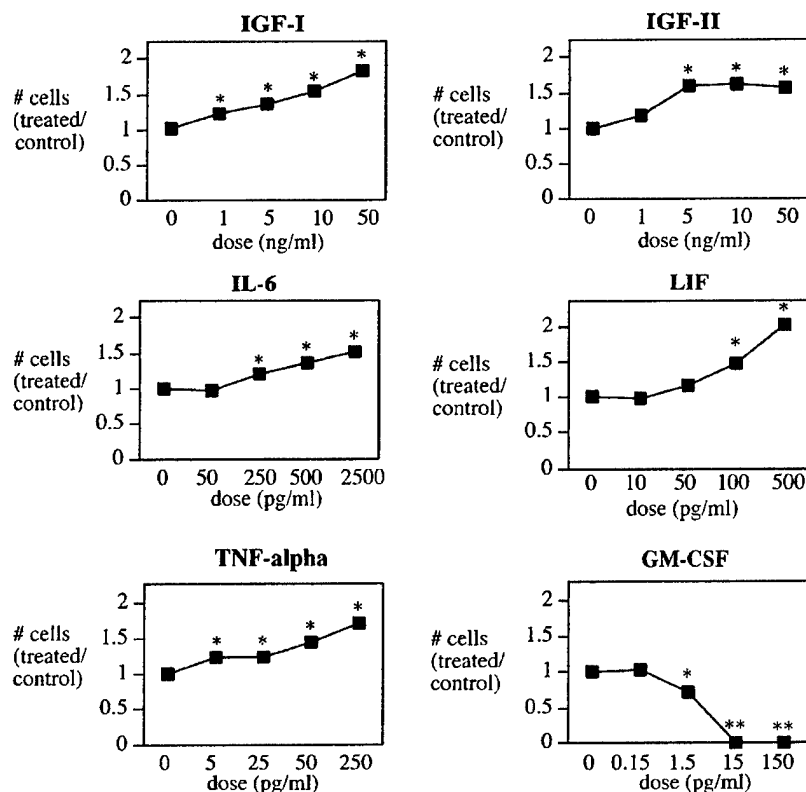 IGF-I
# cells
(treated/
control)
2
1.5
1
0.5
0
* * * *
0 1 5 10 50
dose (ng/ml)
IGF-II
# cells
(treated/
control)
2
1.5
1
0.5
0
* * *
0 1 5 10 50
dose (ng/ml)
IL-6
# cells
(treated/
control)
2
1.5
1
0.5
0
* * *
0 50 250 500 2500
dose (pg/ml)
LIF
# cells
(treated/
control)
2
1.5
1
0.5
0
* *
0 10 50 100 500
dose (pg/ml)
TNF-alpha
# cells
(treated/
control)
2
1.5
1
0.5
0
* * * *
0 5 25 50 250
dose (pg/ml)
GM-CSF
# cells
(treated/
control)
2
1.5
1
0.5
0
* ** **
0 0.15 1.5 15 150
dose (pg/ml)